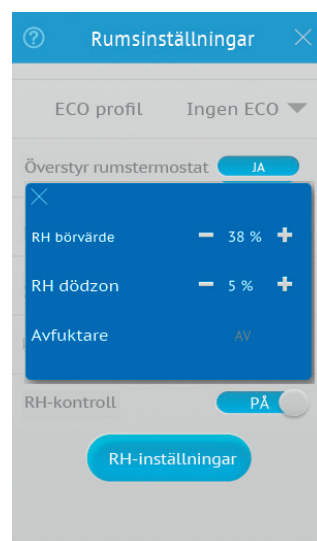 Rumsinställningar
ECO profil Ingen ECO
Överstyr rumstermostat JA
RH börvärde 38 %
RH dödzon 5 %
Avfuktare AV
RH-kontroll PÅ
RH-inställningar